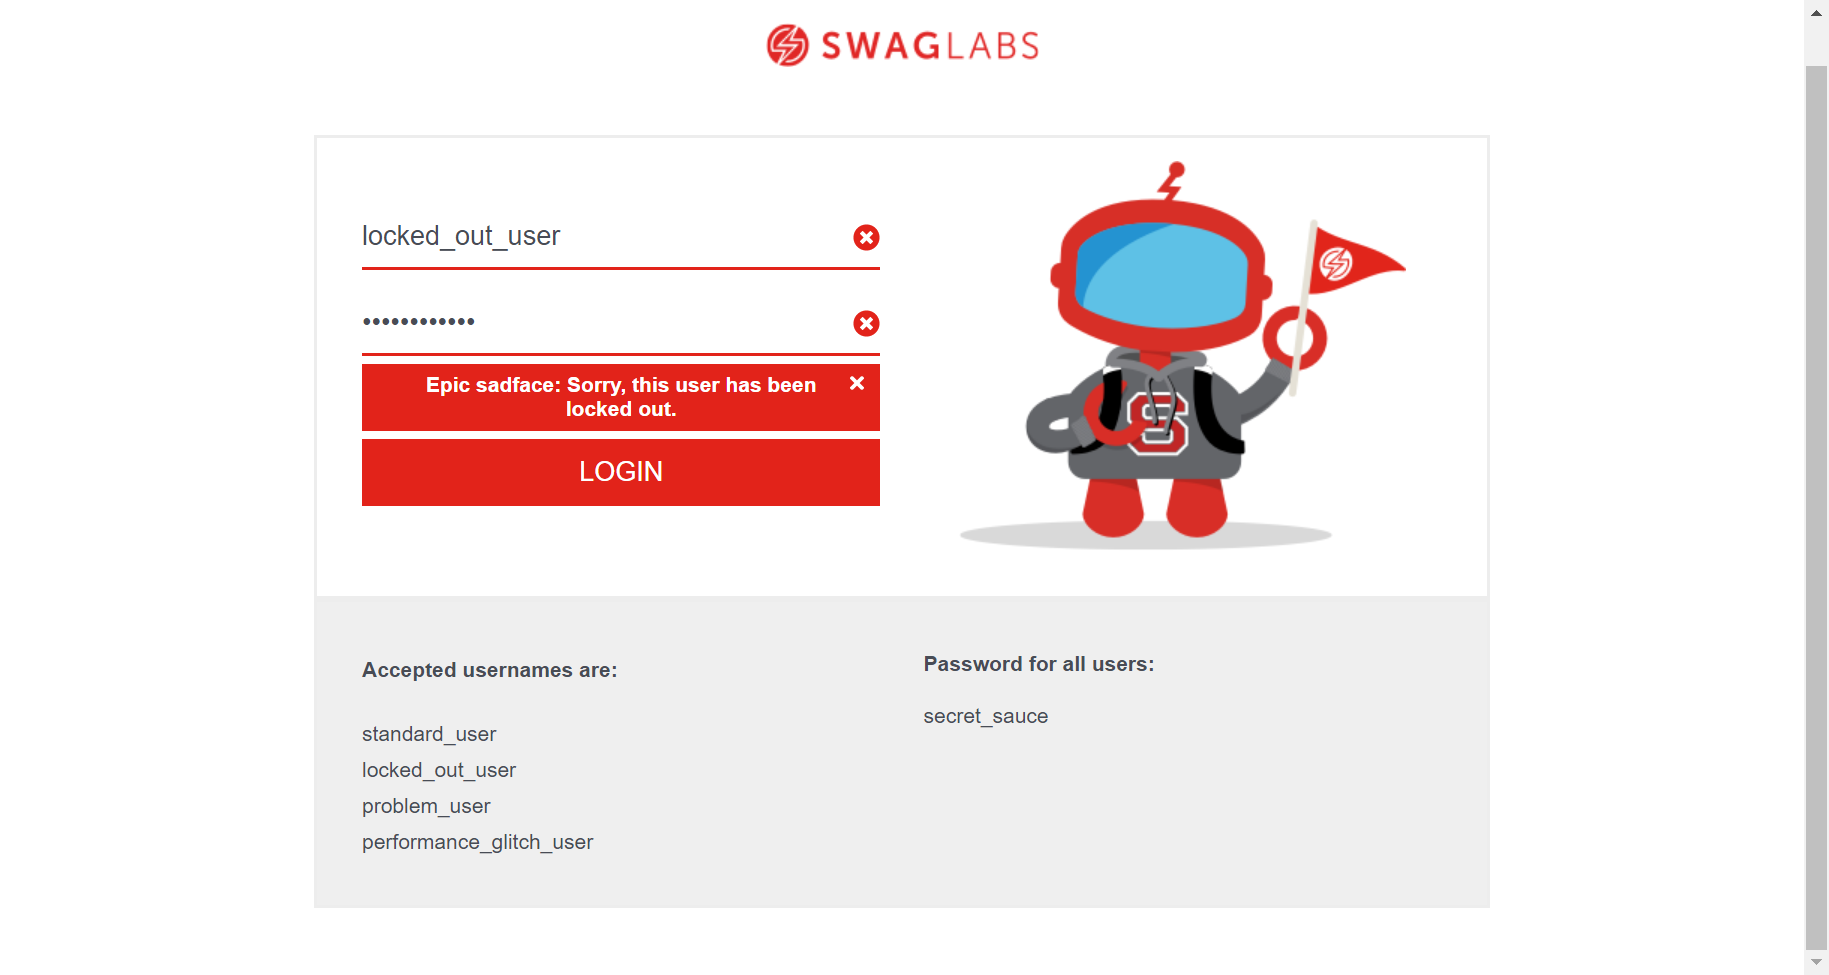 SWAGLABS
locked_out_user
••••••••••••
Epic sadface: Sorry, this user has been
locked out.
LOGIN
S
Accepted usernames are:
standard_user
locked_out_user
problem_user
performance_glitch_user
Password for all users:
secret_sauce